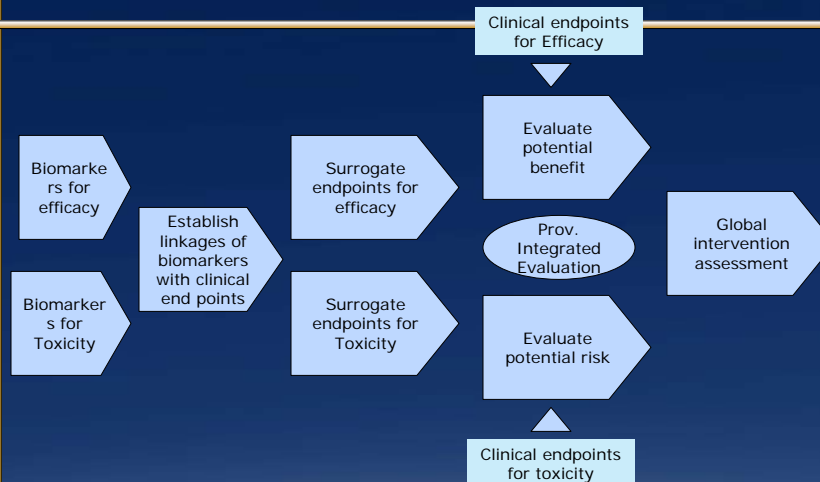 Clinical endpoints
for Efficacy
Evaluate
potential
benefit
Biomarke
rs for
efficacy
Surrogate
endpoints for
efficacy
Establish
linkages of
biomarkers
with clinical
end points
Prov.
Integrated
Evaluation
Global
intervention
assessment
Biomarker
s for
Toxicity
Surrogate
endpoints for
Toxicity
Evaluate
potential risk
Clinical endpoints
for toxicity